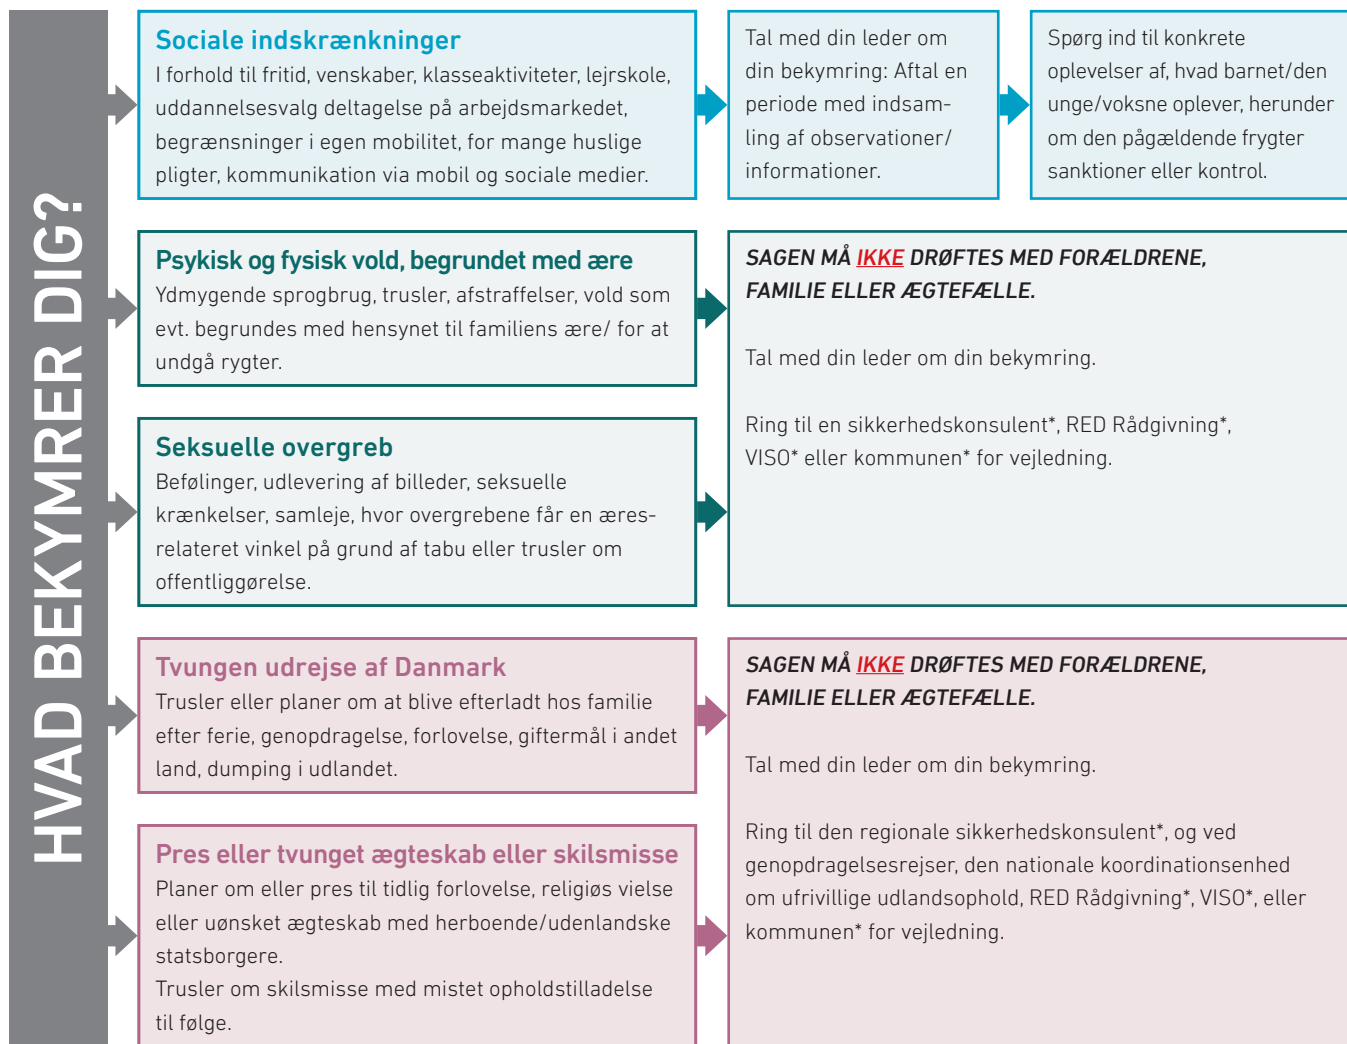 HVAD BEKYMRER DIG?
Sociale indskrænkninger
I forhold til fritid, venskaber, klasseaktiviteter, lejrskole,
uddannelsesvalg deltagelse på arbejdsmarkedet,
begrænsninger i egen mobilitet, for mange huslige
pligter, kommunikation via mobil og sociale medier.
Tal med din leder om
din bekymring: Aftal en
periode med indsam-
ling af observationer/
informationer.
Spørg ind til konkrete
oplevelser af, hvad barnet/den
unge/voksne oplever, herunder
om den pågældende frygter
sanktioner eller kontrol.
Psykisk og fysisk vold, begrundet med ære
Ydmygende sprogbrug, trusler, afstraffelser, vold som
evt. begrundes med hensynet til familiens ære/ for at
undgå rygter.
Seksuelle overgreb
Befølinger, udlevering af billeder, seksuelle
krænkelser, samleje, hvor overgrebene får en æres-
relateret vinkel på grund af tabu eller trusler om
offentliggørelse.
SAGEN MÅ IKKE DRØFTES MED FORÆLDRENE,
FAMILIE ELLER ÆGTEFÆLLE.
Tal med din leder om din bekymring.
Ring til en sikkerhedskonsulent*, RED Rådgivning*,
VISO* eller kommunen* for vejledning.
Tvungen udrejse af Danmark
Trusler eller planer om at blive efterladt hos familie
efter ferie, genopdragelse, forlovelse, giftermål i andet
land, dumping i udlandet.
Pres eller tvunget ægteskab eller skilsmisse
Planer om eller pres til tidlig forlovelse, religiøs vielse
eller uønsket ægteskab med herboende/udenlandske
statsborgere.
Trusler om skilsmisse med mistet opholdstilladelse
til følge.
SAGEN MÅ IKKE DRØFTES MED FORÆLDRENE,
FAMILIE ELLER ÆGTEFÆLLE.
Tal med din leder om din bekymring.
Ring til den regionale sikkerhedskonsulent*, og ved
genopdragelsesrejser, den nationale koordinationsenhed
om ufrivillige udlandsophold, RED Rådgivning*, VISO*, eller
kommunen* for vejledning.